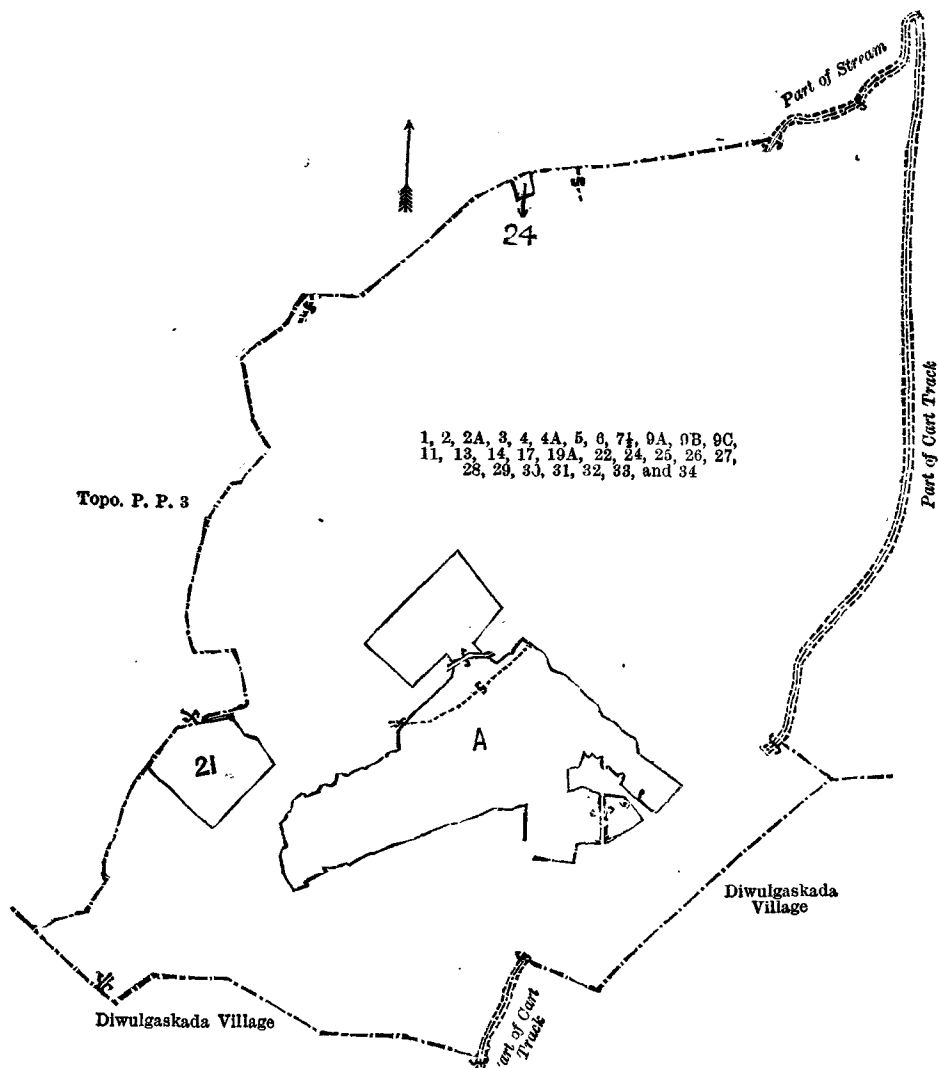 Part of Stream
24
Part of Cart Track
1, 2, 2A, 3, 4, 4A, 5, 6, 7½, 9A, 9B, 9C,
11, 13, 14, 17, 19A, 22, 24, 25, 26, 27,
28, 29, 30, 31, 32, 33, and 34
Topo. P. P. 3
A
21
Diwulgaskada
Village
Diwulgaskada Village
art of Cart
Track